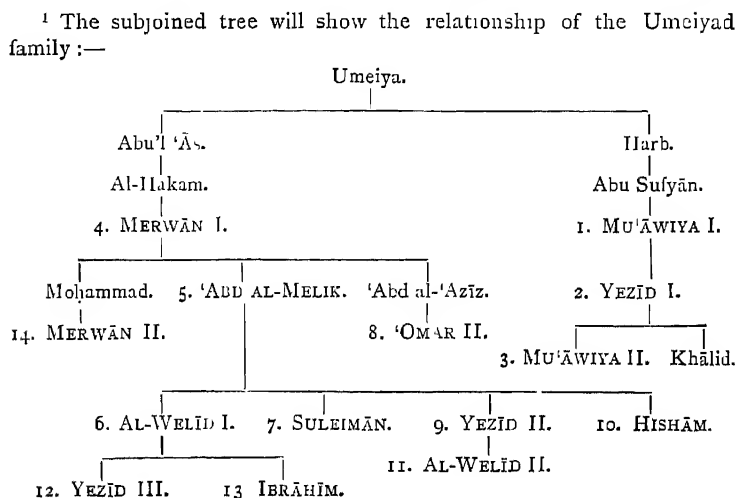 ¹ The subjoined tree will show the relationship of the Umeiyad
family :—
Umeiya.
Abu'l ‘Ās. Harb.
Al-Hakam. Abu Sufyān.
4. MERWĀN I. 1. MU‘ĀWIYA I.
Mohammad. 5. ‘ABD AL-MELIK. ‘Abd al-‘Azīz. 2. YEZĪD I.
14. MERWĀN II. 8. ‘OMAR II.
3. MU‘ĀWIYA II. Khālid.
6. AL-WELĪD I. 7. SULEIMĀN. 9. YEZĪD II. 10. HISHĀM.
11. AL-WELĪD II.
12. YEZĪD III. 13 IBRĀHĪM.